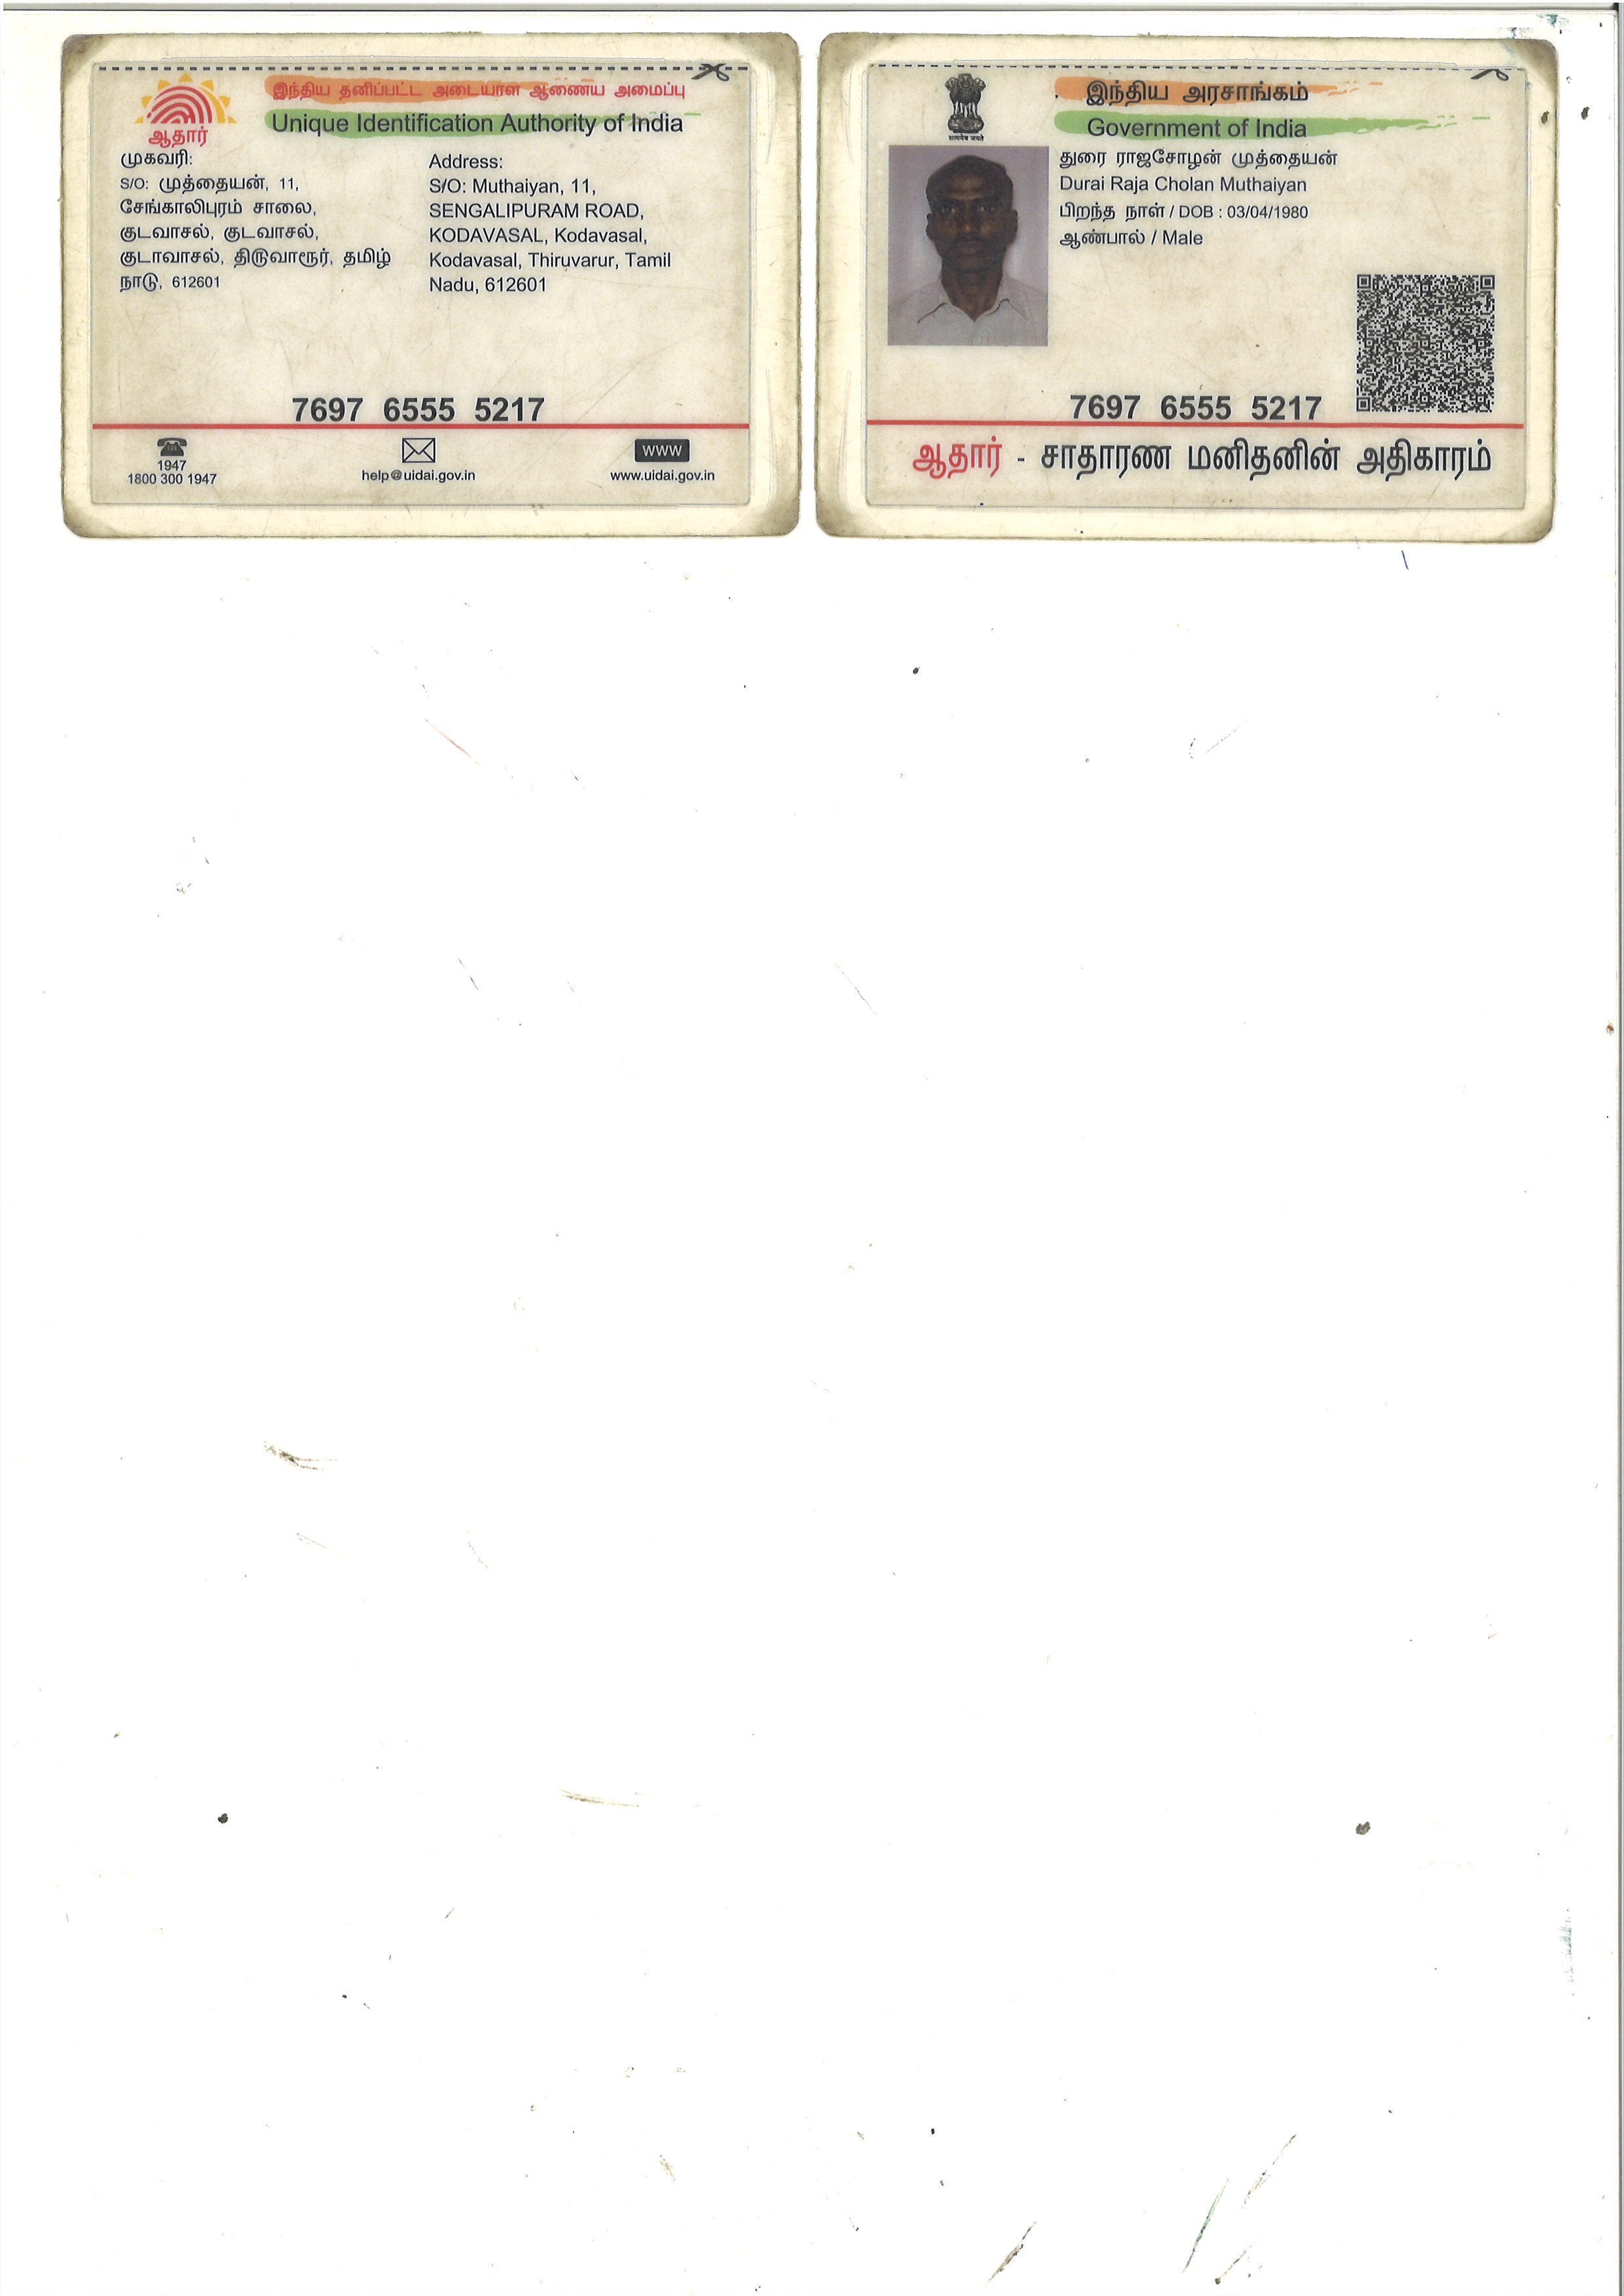 இந்திய தனிப்பட்ட அடையாள ஆணைய அமைப்பு
Unique Identification Authority of India
ஆதார்
முகவரி:
S/O: முத்தையன், 11,
சேங்காலிபுரம் சாலை,
குடவாசல், குடவாசல்,
குடாவாசல், திருவாரூர், தமிழ்
நாடு, 612601
Address:
S/O: Muthaiyan, 11,
SENGALIPURAM ROAD,
KODAVASAL, Kodavasal,
Kodavasal, Thiruvarur, Tamil
Nadu, 612601
7697 6555 5217
1947
1800 300 1947
help@uidai.gov.in
WWW
www.uidai.gov.in
இந்திய அரசாங்கம்
Government of India
सत्यमेव जयते
துரை ராஜசோழன் முத்தையன்
Durai Raja Cholan Muthaiyan
பிறந்த நாள் / DOB : 03/04/1980
ஆண்பால் / Male
7697 6555 5217
ஆதார் - சாதாரண மனிதனின் அதிகாரம்